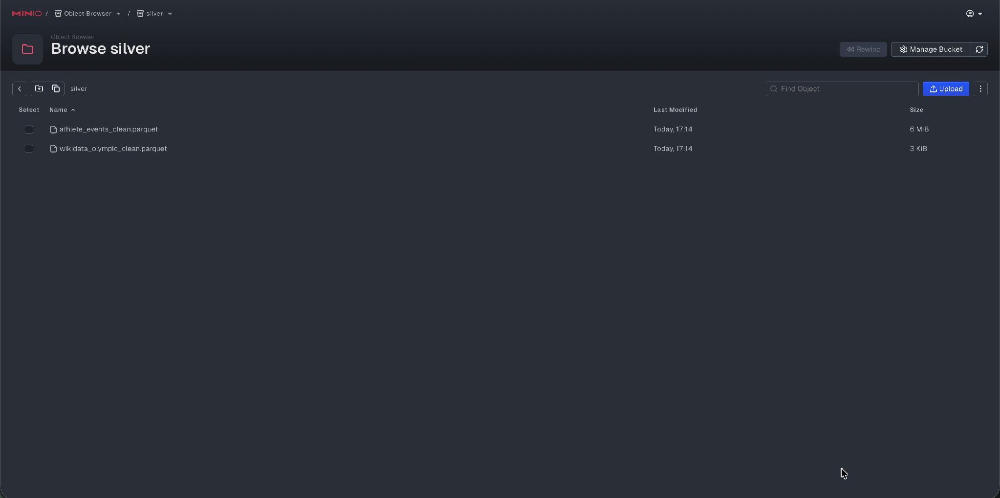 MINIO / Object Browser / silver
Object Browser
Browse silver
Rewind Manage Bucket
silver Find Object Upload
Select Name Last Modified Size
athlete_events_clean.parquet Today, 17:14 6 MiB
wikidata_olympic_clean.parquet Today, 17:14 3 KiB